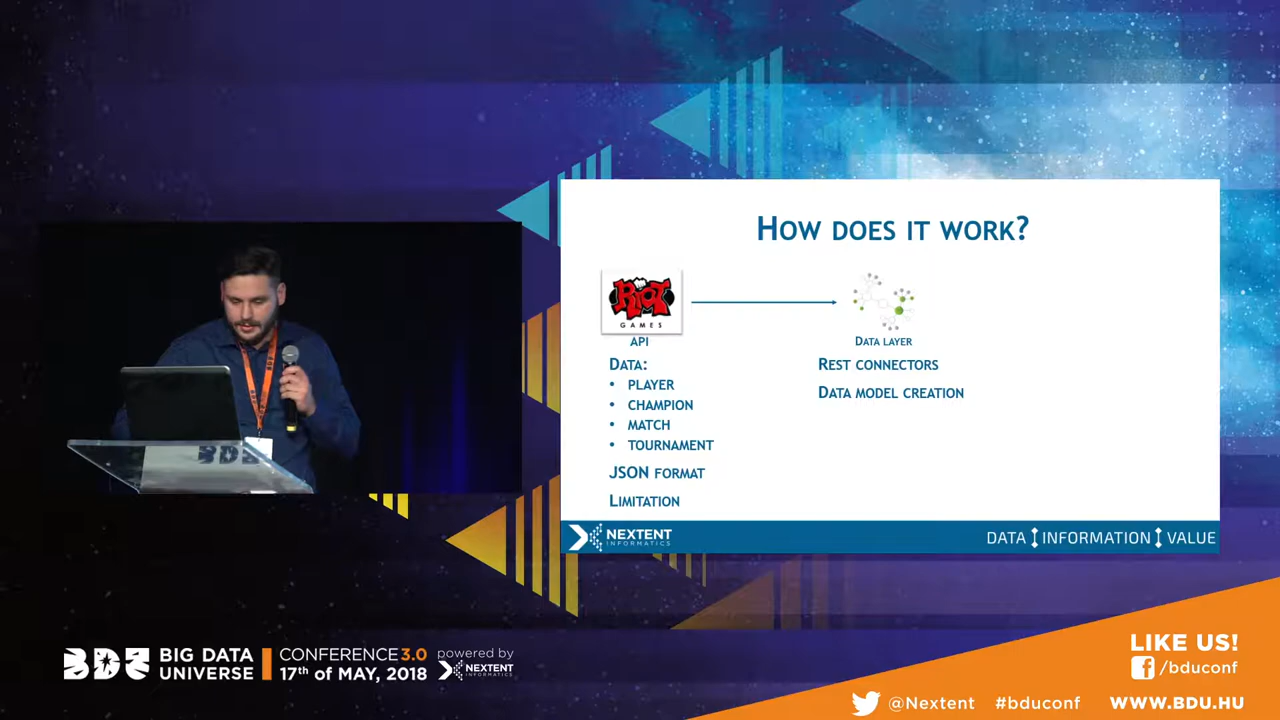 HOW DOES IT WORK?
RIOT
GAMES
API
DATA LAYER
DATA:
• PLAYER
• CHAMPION
• MATCH
• TOURNAMENT
JSON FORMAT
LIMITATION
REST CONNECTORS
DATA MODEL CREATION
NEXTENT
INFORMATICS
DATA INFORMATION VALUE
BDU
BDU
BIG DATA
UNIVERSE
CONFERENCE 3.0
17th of MAY, 2018
powered by
NEXTENT
INFORMATICS
LIKE US!
/bduconf
@Nextent #bduconf WWW.BDU.HU